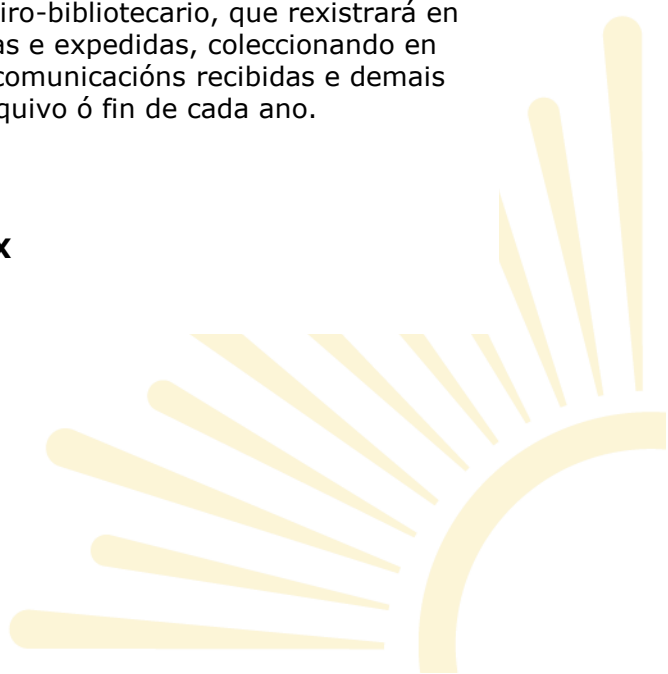 iro-bibliotecario, que rexistrará en
as e expedidas, coleccionando en
comunicacións recibidas e demais
quivo ó fin de cada ano.
x